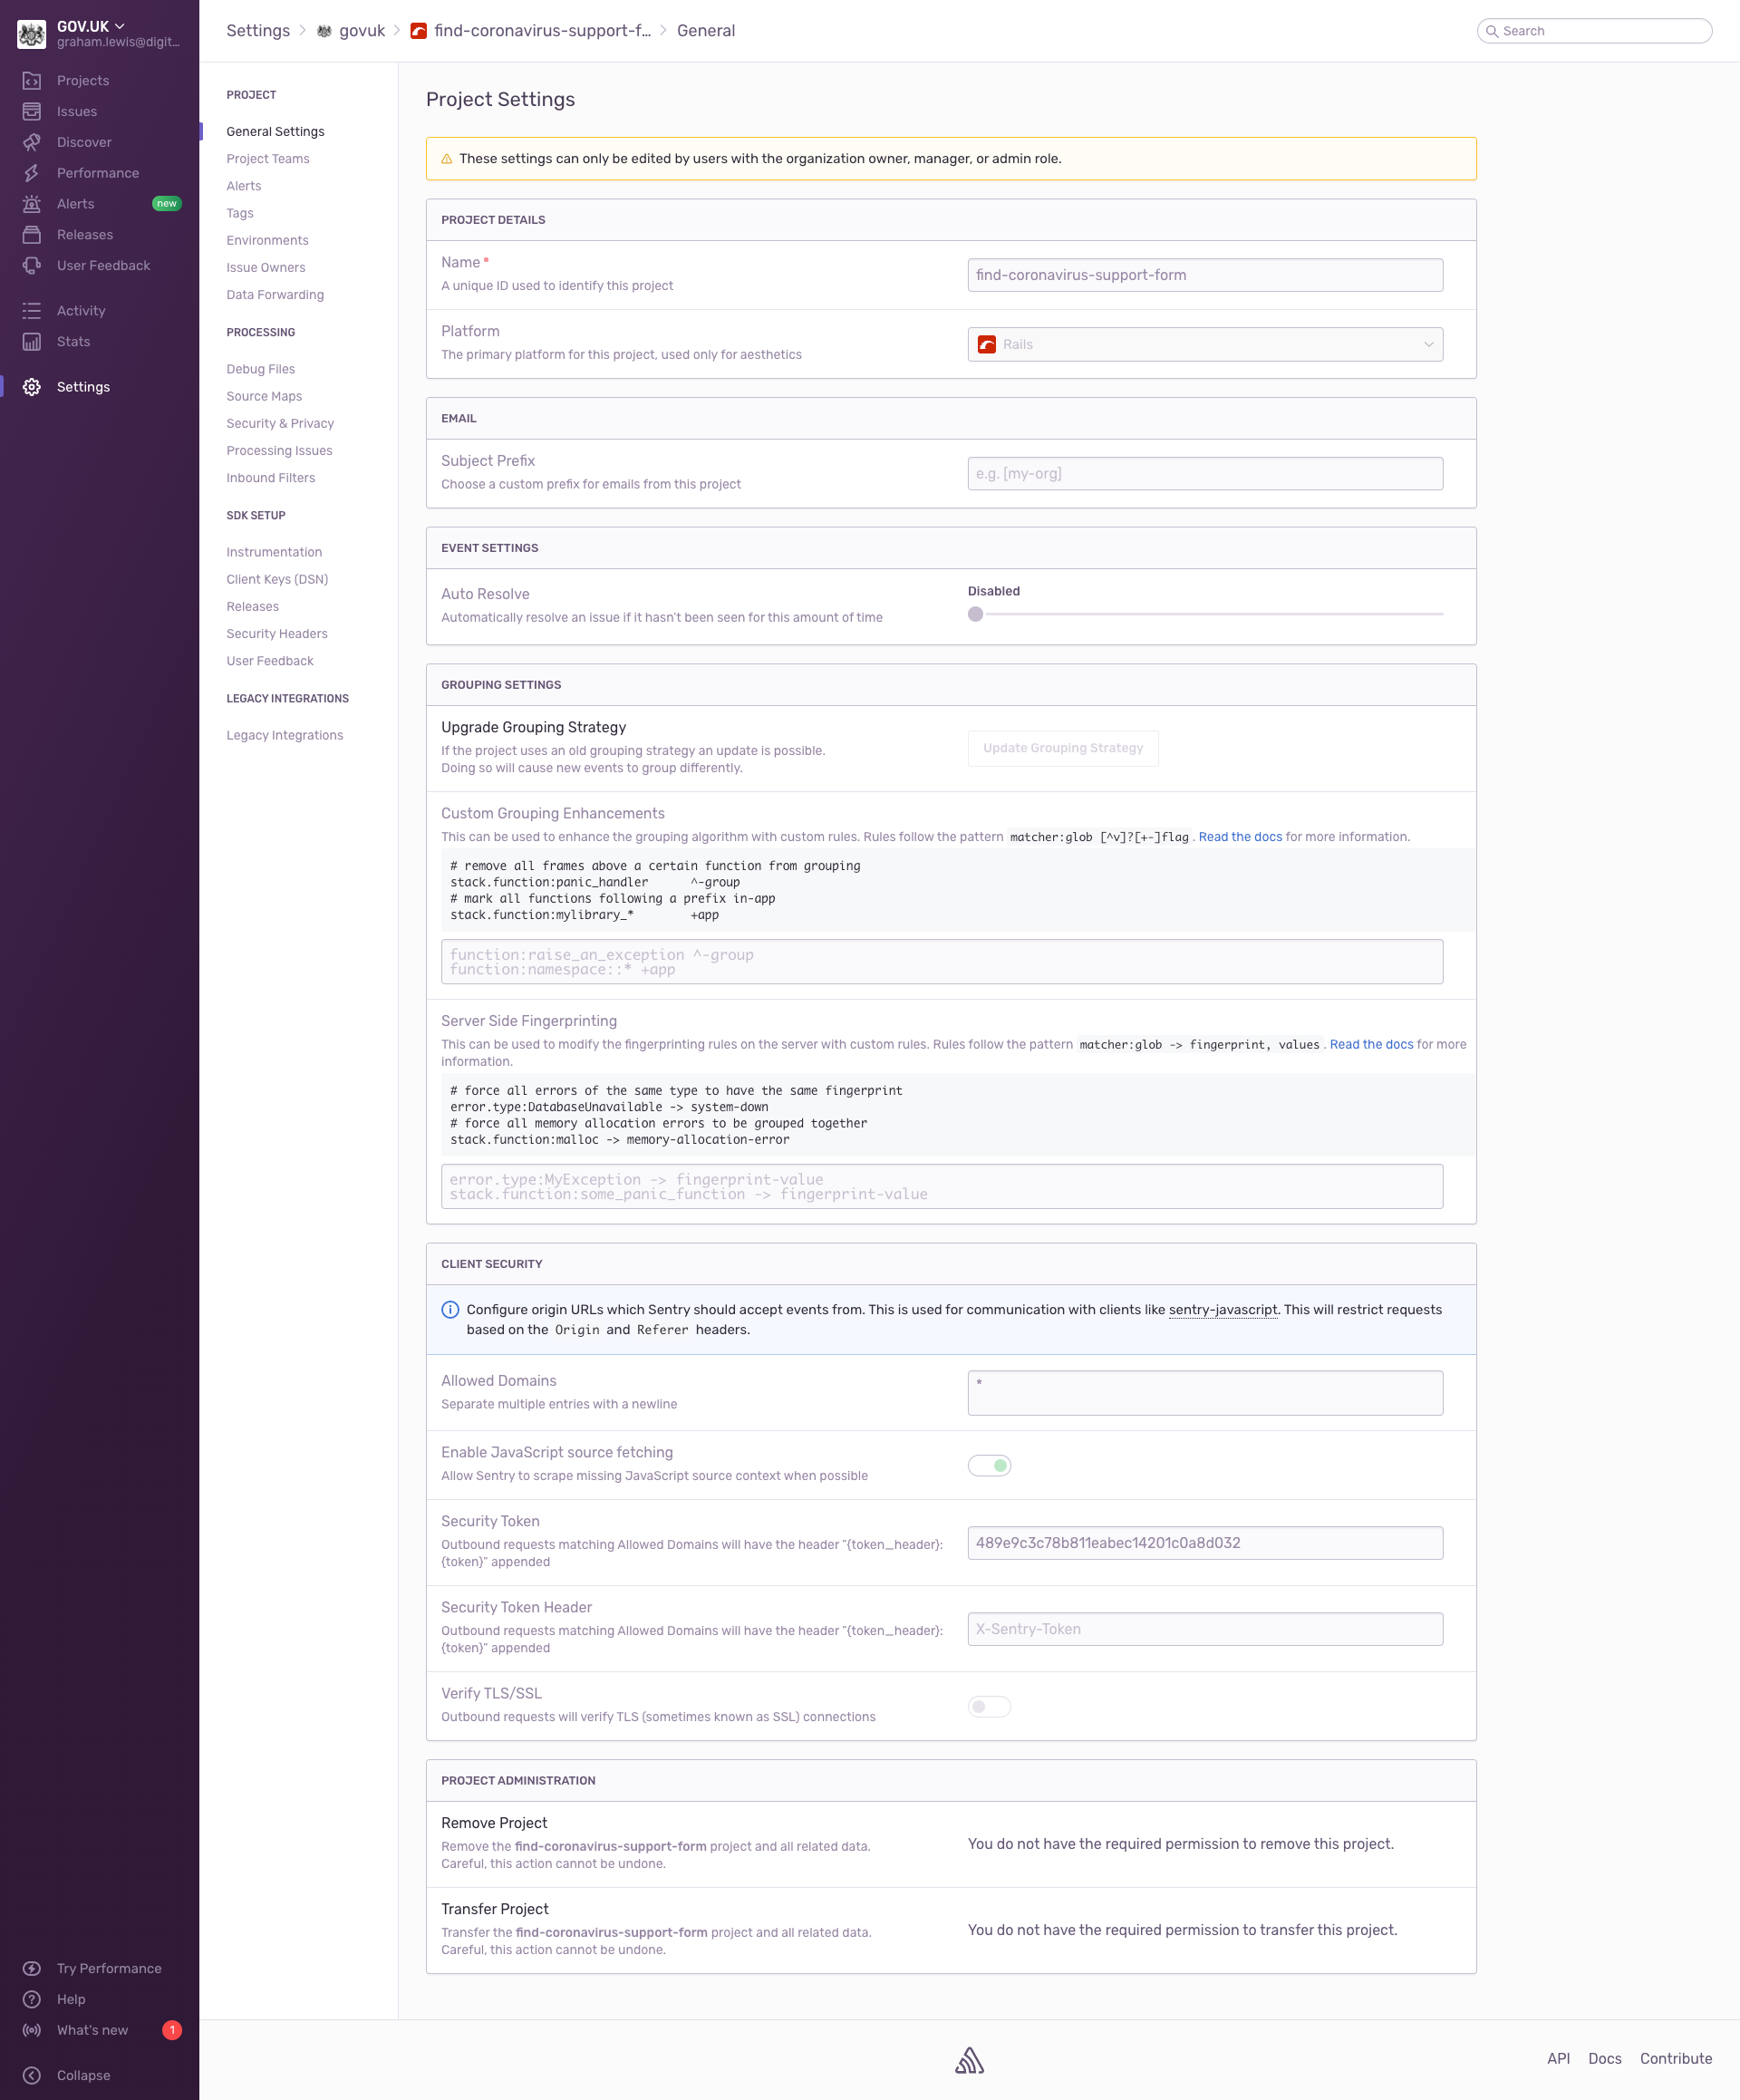 GOV.UK
graham.lewis@digit...
Projects
Issues
Discover
Performance
Alerts
new
Releases
User Feedback
Activity
Stats
Settings
Try Performance
Help
What's new
1
Collapse
Settings
govuk
find-coronavirus-support-f...
General
Search
PROJECT
General Settings
Project Teams
Alerts
Tags
Environments
Issue Owners
Data Forwarding
PROCESSING
Debug Files
Source Maps
Security & Privacy
Processing Issues
Inbound Filters
SDK SETUP
Instrumentation
Client Keys (DSN)
Releases
Security Headers
User Feedback
LEGACY INTEGRATIONS
Legacy Integrations
Project Settings
These settings can only be edited by users with the organization owner, manager, or admin role.
PROJECT DETAILS
Name
A unique ID used to identify this project
find-coronavirus-support-form
Platform
The primary platform for this project, used only for aesthetics
Rails
EMAIL
Subject Prefix
Choose a custom prefix for emails from this project
e.g. [my-org]
EVENT SETTINGS
Auto Resolve
Automatically resolve an issue if it hasn't been seen for this amount of time
Disabled
GROUPING SETTINGS
Upgrade Grouping Strategy
If the project uses an old grouping strategy an update is possible.
Doing so will cause new events to group differently.
Update Grouping Strategy
Custom Grouping Enhancements
This can be used to enhance the grouping algorithm with custom rules. Rules follow the pattern matcher:glob [^v]?[+-]flag . Read the docs for more information.
# remove all frames above a certain function from grouping
stack.function:panic_handler      ^-group
# mark all functions following a prefix in-app
stack.function:mylibrary_*        +app
function:raise_an_exception ^-group
function:namespace::* +app
Server Side Fingerprinting
This can be used to modify the fingerprinting rules on the server with custom rules. Rules follow the pattern matcher:glob -> fingerprint, values . Read the docs for more
information.
# force all errors of the same type to have the same fingerprint
error.type:DatabaseUnavailable -> system-down
# force all memory allocation errors to be grouped together
stack.function:malloc -> memory-allocation-error
error.type:MyException -> fingerprint-value
stack.function:some_panic_function -> fingerprint-value
CLIENT SECURITY
Configure origin URLs which Sentry should accept events from. This is used for communication with clients like sentry-javascript. This will restrict requests
based on the Origin and Referer headers.
Allowed Domains
Separate multiple entries with a newline
*
Enable JavaScript source fetching
Allow Sentry to scrape missing JavaScript source context when possible
Security Token
Outbound requests matching Allowed Domains will have the header "{token_header}:
{token}" appended
489e9c3c78b811eabec14201c0a8d032
Security Token Header
Outbound requests matching Allowed Domains will have the header "{token_header}:
{token}" appended
X-Sentry-Token
Verify TLS/SSL
Outbound requests will verify TLS (sometimes known as SSL) connections
PROJECT ADMINISTRATION
Remove Project
Remove the find-coronavirus-support-form project and all related data.
Careful, this action cannot be undone.
You do not have the required permission to remove this project.
Transfer Project
Transfer the find-coronavirus-support-form project and all related data.
Careful, this action cannot be undone.
You do not have the required permission to transfer this project.
API
Docs
Contribute